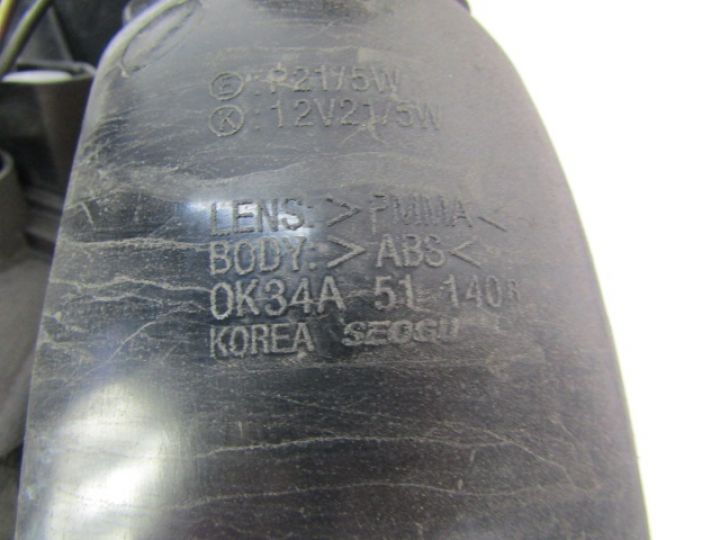 Ⓔ:P21/5W
Ⓚ:12V21/5W
LENS:>PMMA<
BODY:>ABS<
0K34A 51 140
KOREA SEOGU